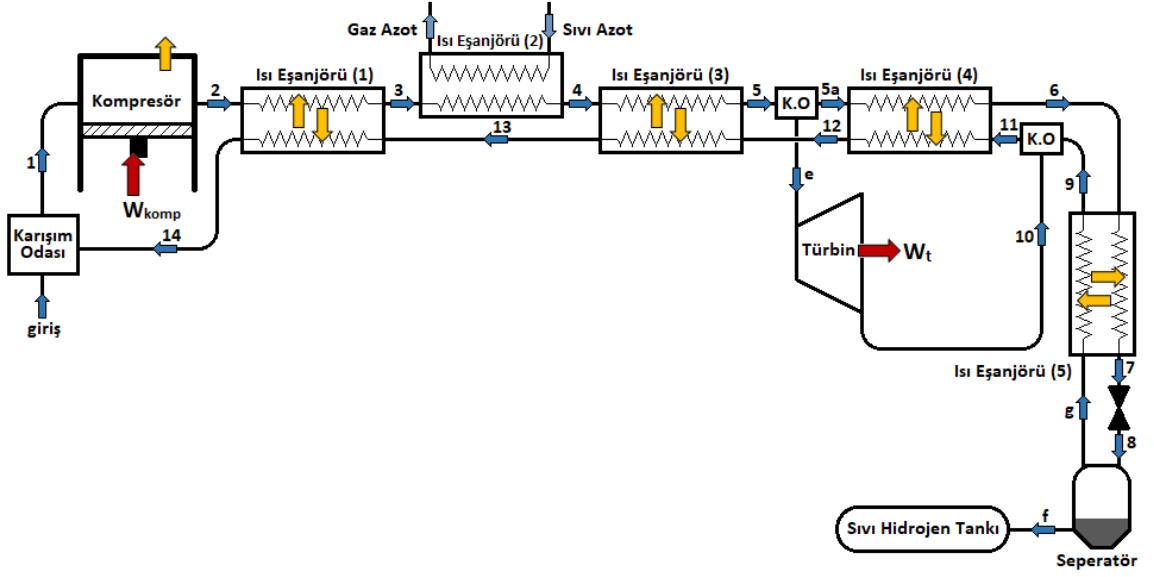 Gaz Azot
Sıvı Azot
Isı Eşanjörü (2)
Isı Eşanjörü (1)
Isı Eşanjörü (3)
Isı Eşanjörü (4)
Kompresör
2
3
4
5
K.O
5a
6
13
12
11
K.O
1
W komp
e
9
Karışım
Odası
14
Türbin
Wt
10
giriş
Isı Eşanjörü (5)
7
g
8
f
Sıvı Hidrojen Tankı
Seperatör